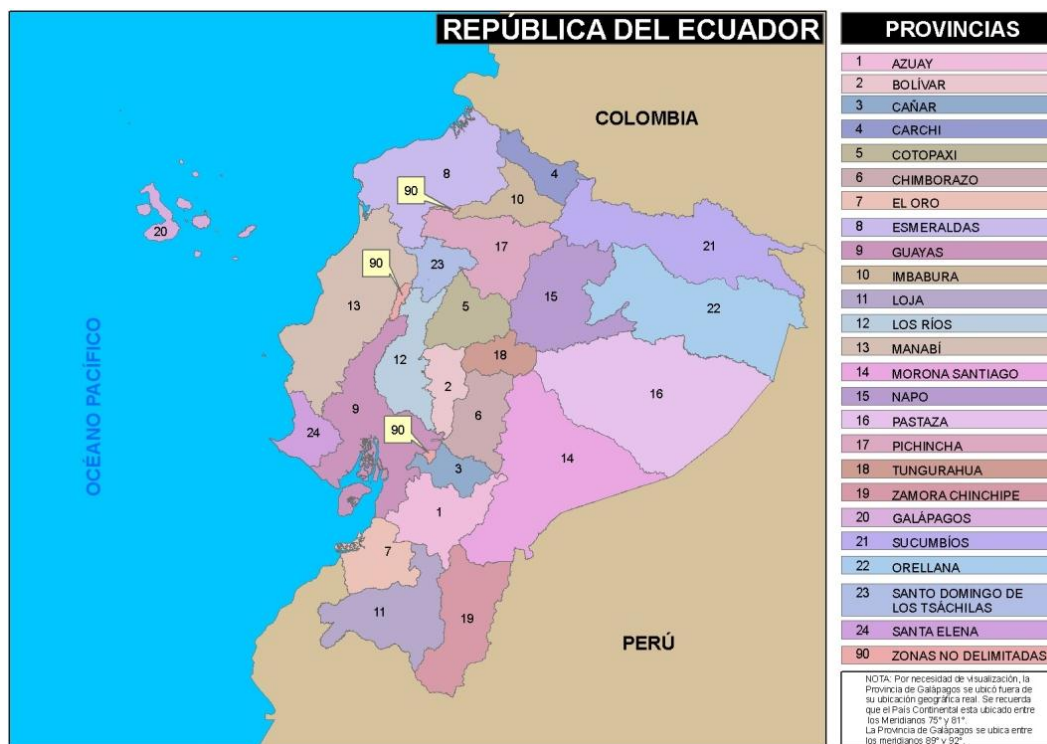 REPÚBLICA DEL ECUADOR
COLOMBIA
OCÉANO PACÍFICO
PERÚ
8
90
4
10
20
17
21
23
90
13
15
5
22
12
18
2
16
9
6
24
90
3
14
1
7
11
19
PROVINCIAS
1 AZUAY
2 BOLÍVAR
3 CAÑAR
4 CARCHI
5 COTOPAXI
6 CHIMBORAZO
7 EL ORO
8 ESMERALDAS
9 GUAYAS
10 IMBABURA
11 LOJA
12 LOS RÍOS
13 MANABÍ
14 MORONA SANTIAGO
15 NAPO
16 PASTAZA
17 PICHINCHA
18 TUNGURAHUA
19 ZAMORA CHINCHIPE
20 GALÁPAGOS
21 SUCUMBÍOS
22 ORELLANA
23 SANTO DOMINGO DE
LOS TSÁCHILAS
24 SANTA ELENA
90 ZONAS NO DELIMITADAS
NOTA: Por necesidad de visualización, la
Provincia de Galápagos se ubicó fuera de
su ubicación geográfica real. Se recuerda
que el País Continental esta ubicado entre
los Meridianos 75° y 81°.
La Provincia de Galápagos se ubica entre
los meridianos 89° y 92°.